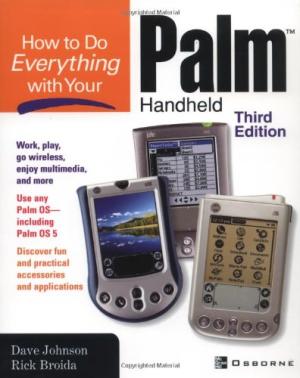 How to Do
Everything
with Your
Palm™
Handheld
Third
Edition
Work, play,
go wireless,
enjoy multimedia,
and more
Use any
Palm OS—
including
Palm OS 5
Discover fun
and practical
accessories
and applications
Dave Johnson
Rick Broida
OSBORNE